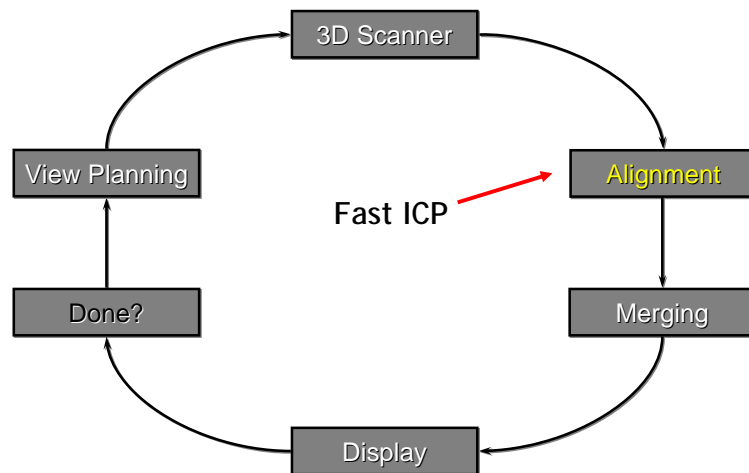 3D Scanner
View Planning
Alignment
Fast ICP
Done?
Merging
Display